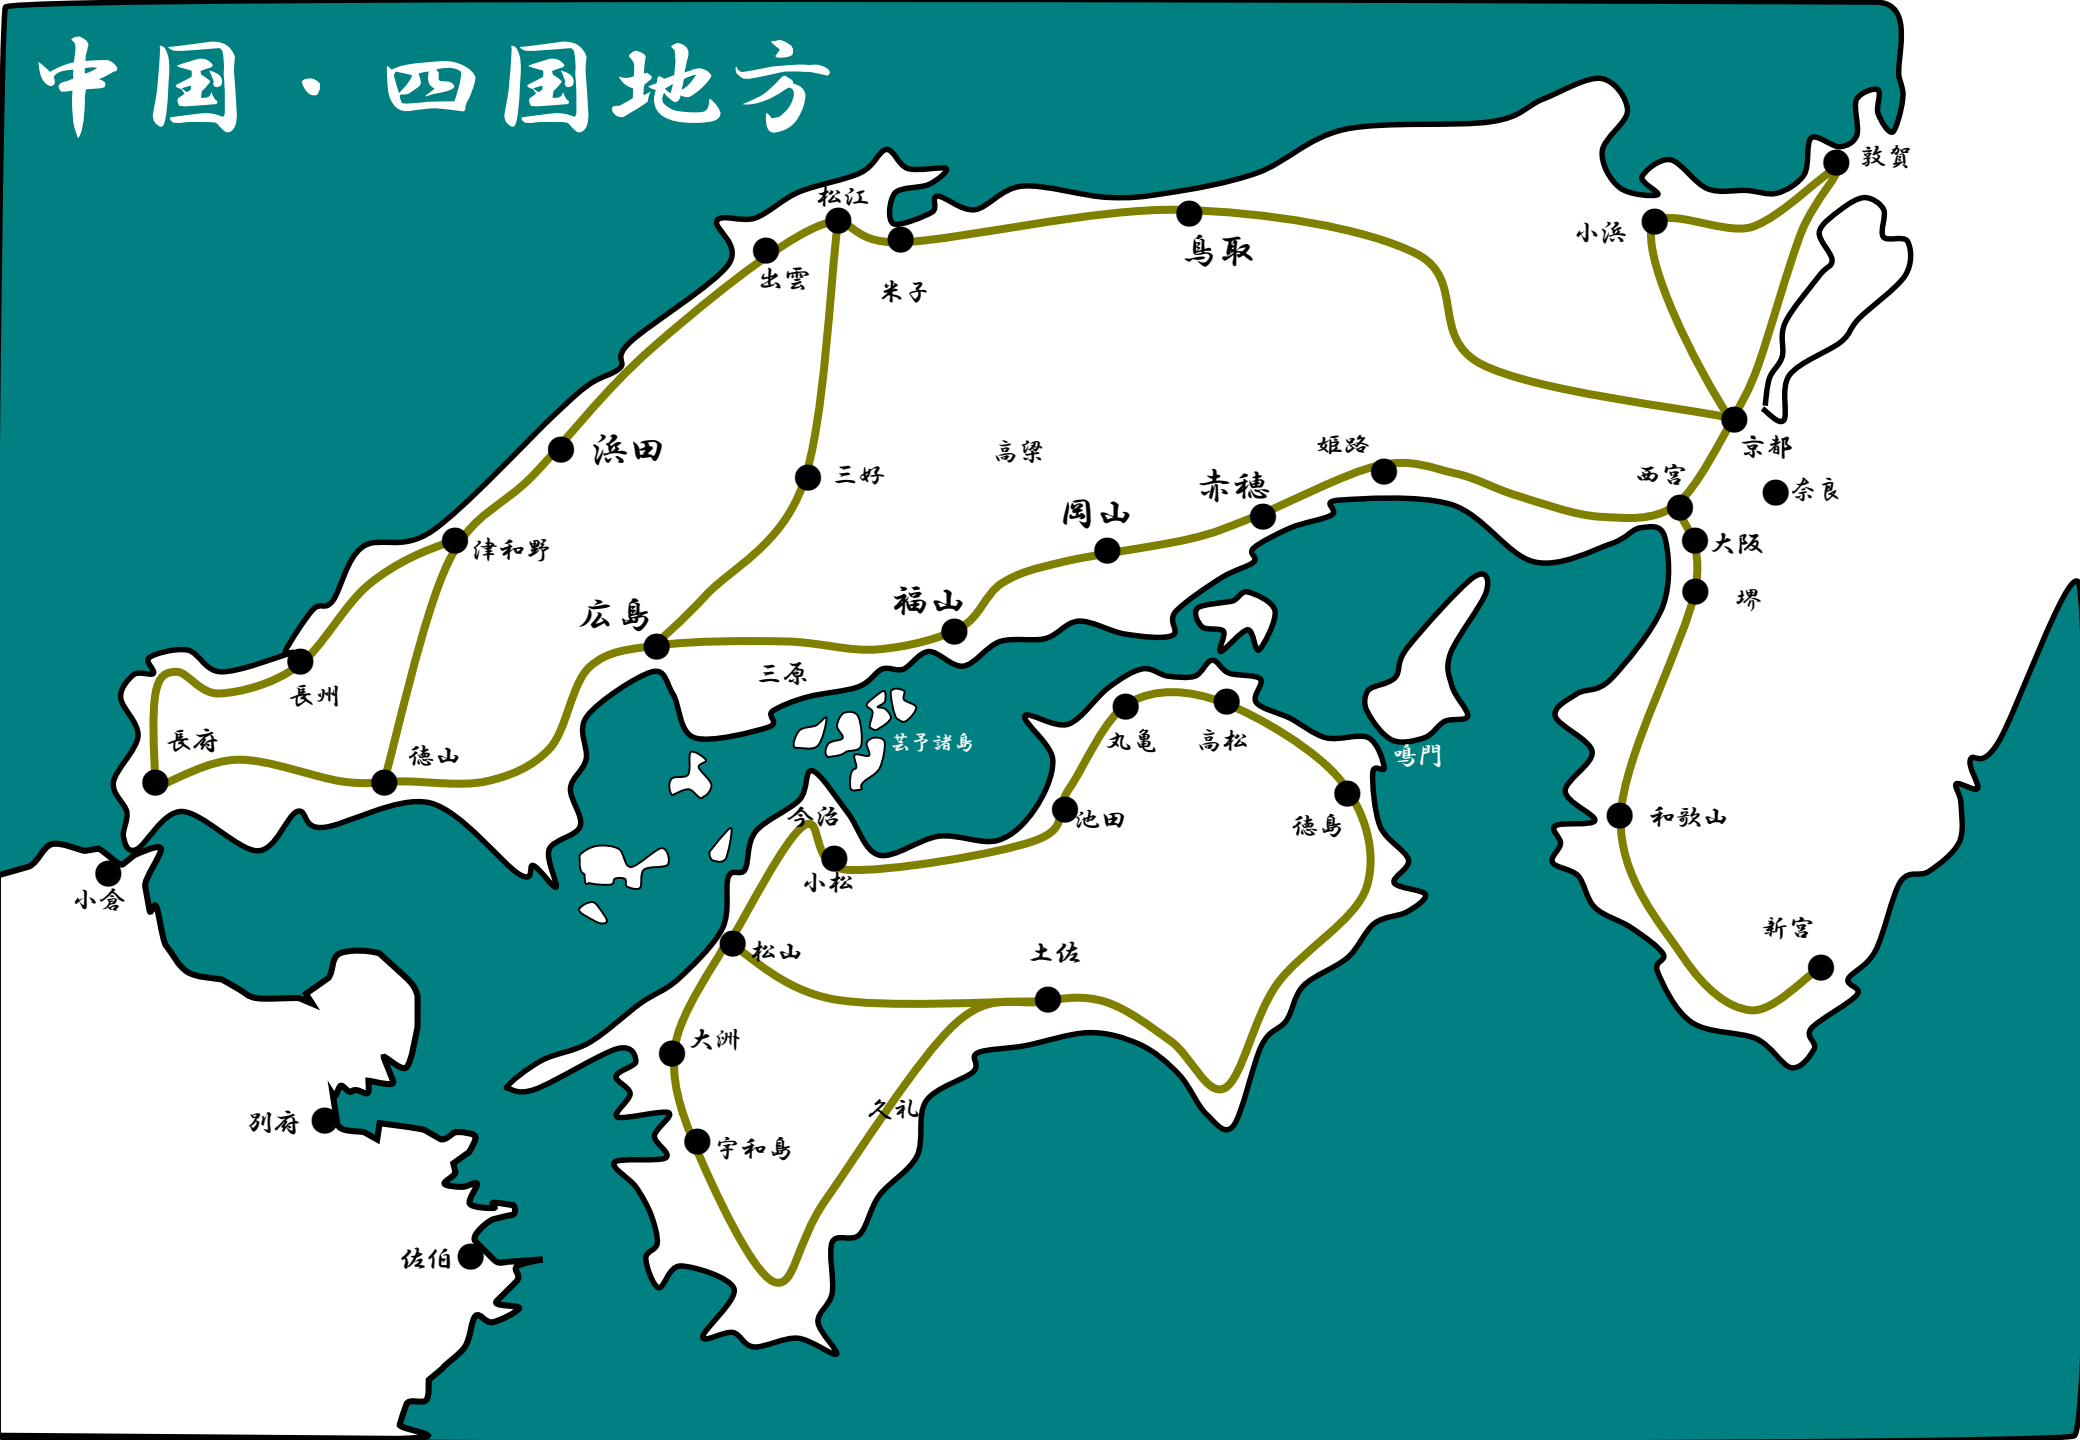 中国・四国地方
敦賀
松江
小浜
鳥取
出雲
米子
京都
浜田
高梁
姫路
三好
西宮
奈良
赤穂
岡山
大阪
津和野
堺
福山
広島
三原
長州
長府
徳山
芸予諸島
丸亀
高松
鳴門
今治
池田
徳島
和歌山
小松
小倉
新宮
松山
土佐
大洲
久礼
別府
宇和島
佐伯